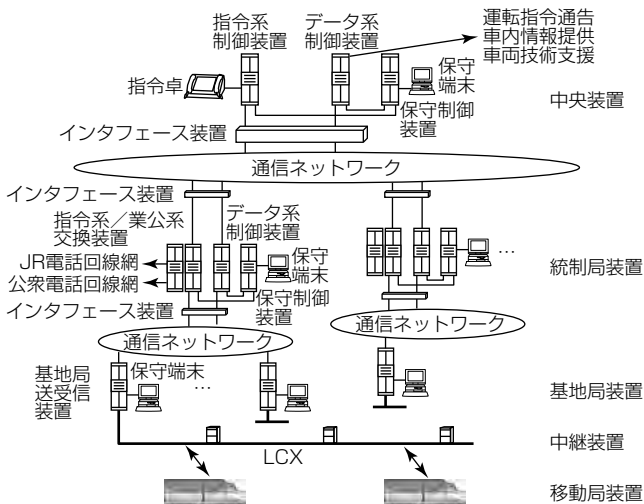 指令系
制御装置
データ系
制御装置
運転指令通告
車内情報提供
車両技術支援
指令卓
保守
端末
中央装置
保守制御
装置
インタフェース装置
通信ネットワーク
インタフェース装置
指令系／業公系
交換装置
データ系
制御装置
JR電話回線網
公衆電話回線網
保守
端末
…
統制局装置
保守制御
装置
インタフェース装置
通信ネットワーク
通信ネットワーク
基地局
送受信
装置
保守端末
…
基地局装置
中継装置
LCX
移動局装置